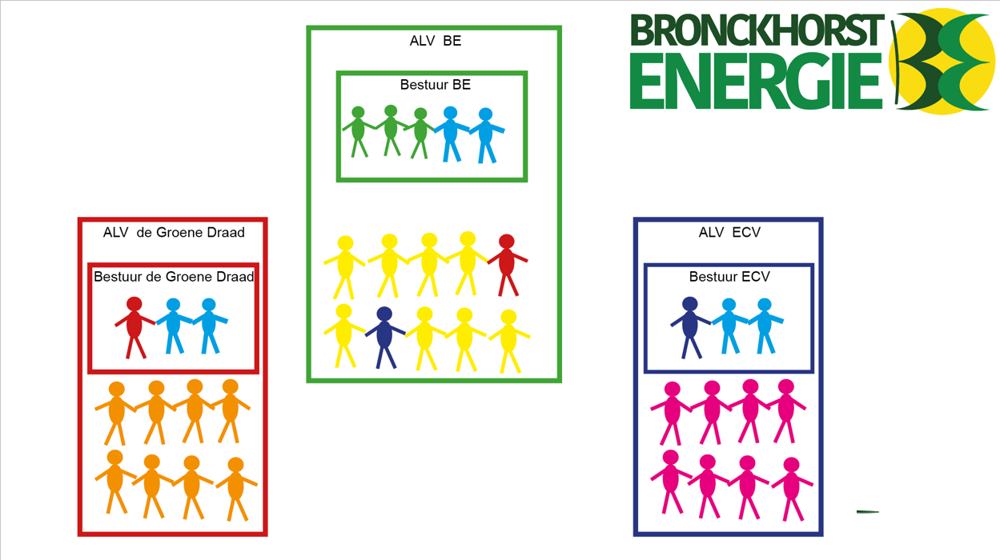 BRONCKHORST
ENERGIE
ALV BE
Bestuur BE
ALV de Groene Draad
Bestuur de Groene Draad
ALV ECV
Bestuur ECV